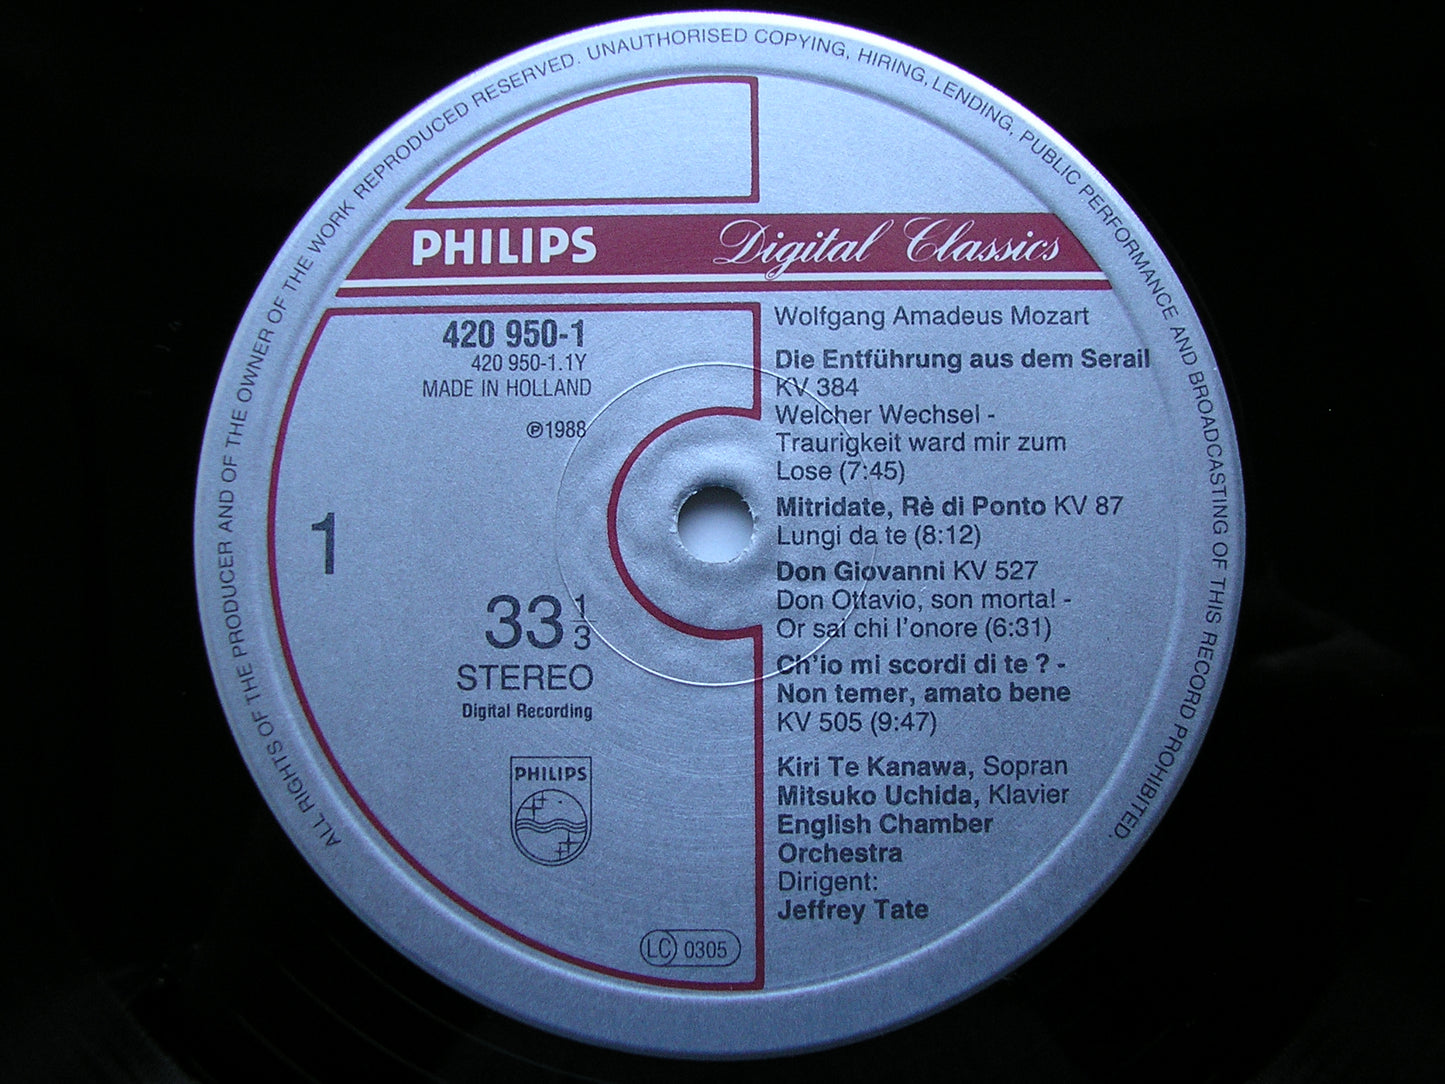 ALL RIGHTS OF THE PRODUCER AND OF THE OWNER OF THE WORK REPRODUCED RESERVED. UNAUTHORISED COPYING, HIRING, LENDING, PUBLIC PERFORMANCE AND BROADCASTING OF THIS RECORD PROHIBITED.
PHILIPS Digital Classics
420 950-1
420 950-1.1Y
MADE IN HOLLAND
℗1988
1
33 1/3
STEREO
Digital Recording
PHILIPS
LC 0305
Wolfgang Amadeus Mozart
Die Entführung aus dem Serail
KV 384
Welcher Wechsel -
Traurigkeit ward mir zum
Lose (7:45)
Mitridate, Rè di Ponto KV 87
Lungi da te (8:12)
Don Giovanni KV 527
Don Ottavio, son morta! -
Or sai chi l'onore (6:31)
Ch'io mi scordi di te ? -
Non temer, amato bene
KV 505 (9:47)
Kiri Te Kanawa, Sopran
Mitsuko Uchida, Klavier
English Chamber
Orchestra
Dirigent:
Jeffrey Tate